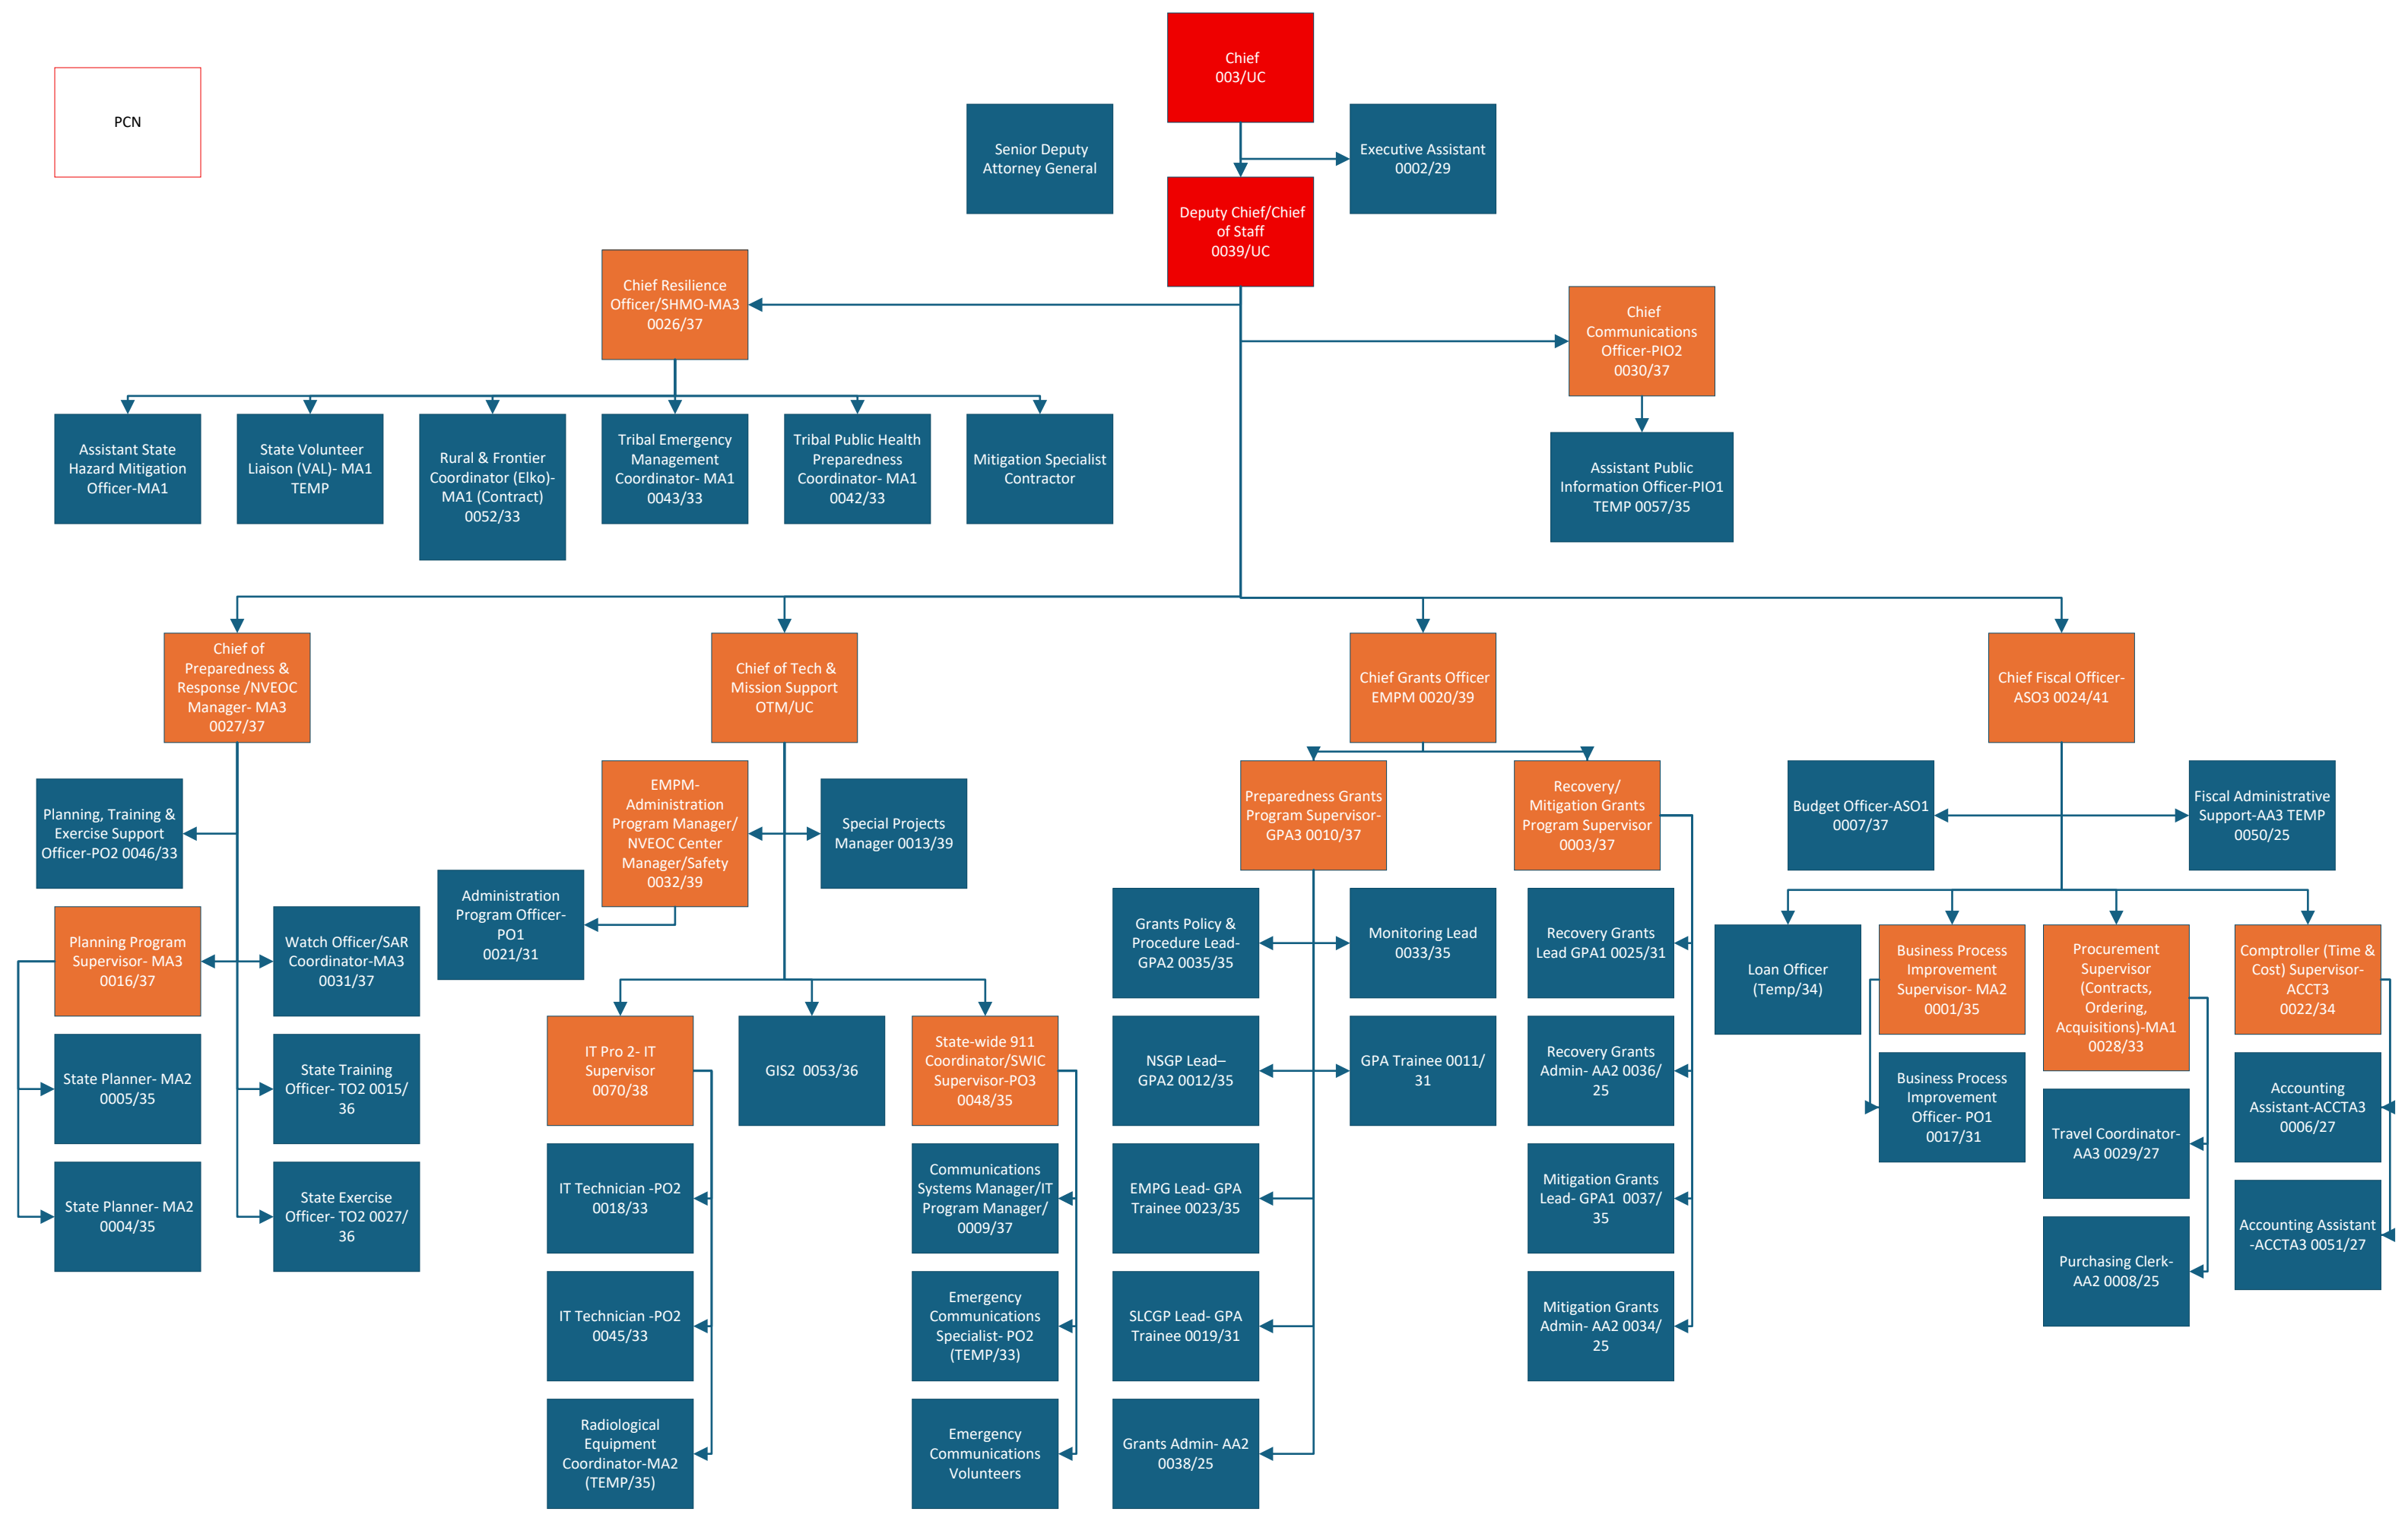 Chief
003/UC
PCN
Senior Deputy
Attorney General
Executive Assistant
0002/29
Deputy Chief/Chief
of Staff
0039/UC
Chief Resilience
Officer/SHMO-MA3
0026/37
Chief
Communications
Officer-PIO2
0030/37
Assistant State
Hazard Mitigation
Officer-MA1
State Volunteer
Liaison (VAL)- MA1
TEMP
Rural & Frontier
Coordinator (Elko)-
MA1 (Contract)
0052/33
Tribal Emergency
Management
Coordinator- MA1
0043/33
Tribal Public Health
Preparedness
Coordinator- MA1
0042/33
Mitigation Specialist
Contractor
Assistant Public
Information Officer-PIO1
TEMP 0057/35
Chief of
Preparedness &
Response /NVEOC
Manager- MA3
0027/37
Chief of Tech &
Mission Support
OTM/UC
Chief Grants Officer
EMPM 0020/39
Chief Fiscal Officer-
ASO3 0024/41
Planning, Training &
Exercise Support
Officer-PO2 0046/33
EMPM-
Administration
Program Manager/
NVEOC Center
Manager/Safety
0032/39
Special Projects
Manager 0013/39
Preparedness Grants
Program Supervisor-
GPA3 0010/37
Recovery/
Mitigation Grants
Program Supervisor
0003/37
Budget Officer-ASO1
0007/37
Fiscal Administrative
Support-AA3 TEMP
0050/25
Administration
Program Officer-
PO1
0021/31
Planning Program
Supervisor- MA3
0016/37
Watch Officer/SAR
Coordinator-MA3
0031/37
Grants Policy &
Procedure Lead-
GPA2 0035/35
Monitoring Lead
0033/35
Recovery Grants
Lead GPA1 0025/31
Loan Officer
(Temp/34)
Business Process
Improvement
Supervisor- MA2
0001/35
Procurement
Supervisor
(Contracts,
Ordering,
Acquisitions)-MA1
0028/33
Comptroller (Time &
Cost) Supervisor-
ACCT3
0022/34
State Planner- MA2
0005/35
State Training
Officer- TO2 0015/
36
IT Pro 2- IT
Supervisor
0070/38
GIS2  0053/36
State-wide 911
Coordinator/SWIC
Supervisor-PO3
0048/35
NSGP Lead–
GPA2 0012/35
GPA Trainee 0011/
31
Recovery Grants
Admin- AA2 0036/
25
Business Process
Improvement
Officer- PO1
0017/31
Travel Coordinator-
AA3 0029/27
Accounting
Assistant-ACCTA3
0006/27
State Planner- MA2
0004/35
State Exercise
Officer- TO2 0027/
36
IT Technician -PO2
0018/33
Communications
Systems Manager/IT
Program Manager/
0009/37
EMPG Lead- GPA
Trainee 0023/35
Mitigation Grants
Lead- GPA1  0037/
35
Purchasing Clerk-
AA2 0008/25
Accounting Assistant
-ACCTA3 0051/27
IT Technician -PO2
0045/33
Emergency
Communications
Specialist- PO2
(TEMP/33)
SLCGP Lead- GPA
Trainee 0019/31
Mitigation Grants
Admin- AA2 0034/
25
Radiological
Equipment
Coordinator-MA2
(TEMP/35)
Emergency
Communications
Volunteers
Grants Admin- AA2
0038/25